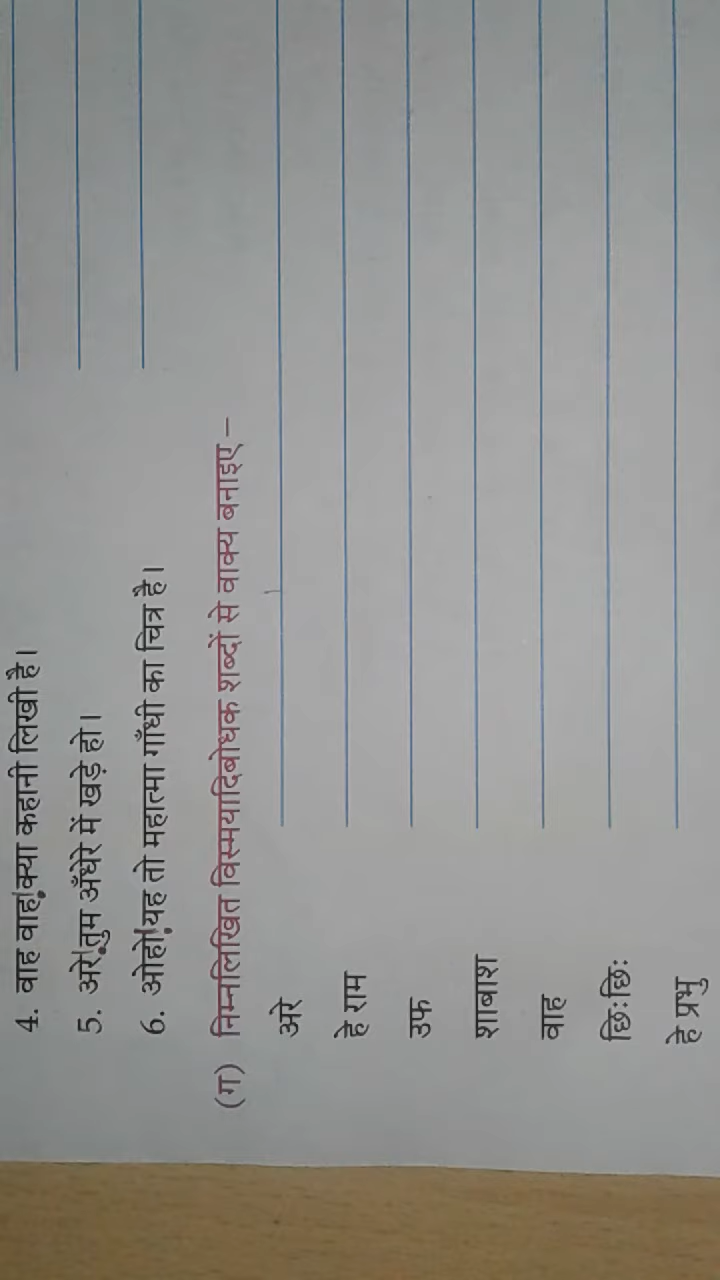 4. वाह वाह!क्या कहानी लिखी है।
5. अरे!तुम अँधेरे में खड़े हो।
6. ओहो!यह तो महात्मा गाँधी का चित्र है।
(ग) निम्नलिखित विस्मयादिबोधक शब्दों से वाक्य बनाइए –
अरे
हे राम
उफ
शाबाश
वाह
छिःछिः
हे प्रभु